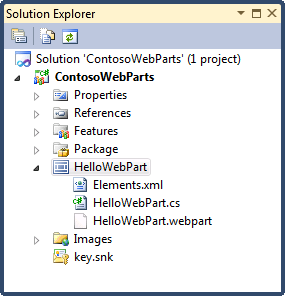 Solution Explorer
Solution 'ContosoWebParts' (1 project)
ContosoWebParts
Properties
References
Features
Package
HelloWebPart
Elements.xml
HelloWebPart.cs
HelloWebPart.webpart
Images
key.snk